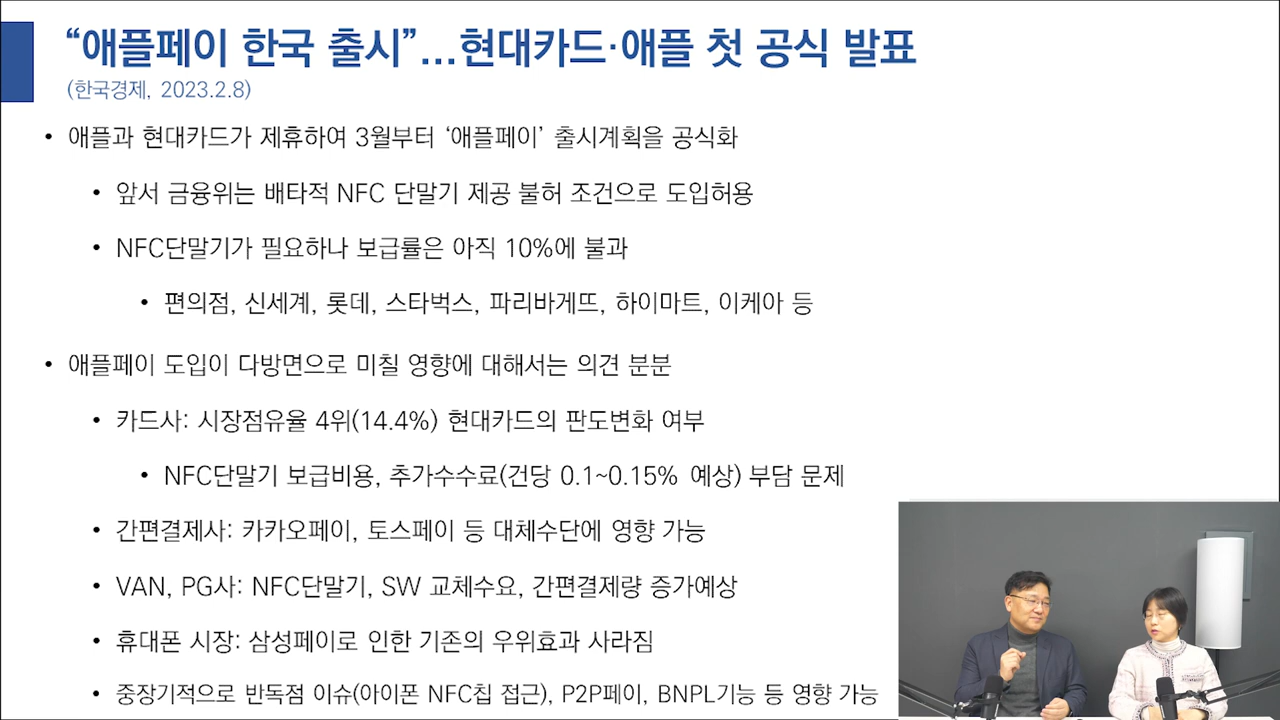 “애플페이 한국 출시”...현대카드·애플 첫 공식 발표
(한국경제, 2023.2.8)
• 애플과 현대카드가 제휴하여 3월부터 ‘애플페이’ 출시계획을 공식화
• 앞서 금융위는 배타적 NFC 단말기 제공 불허 조건으로 도입허용
• NFC단말기가 필요하나 보급률은 아직 10%에 불과
• 편의점, 신세계, 롯데, 스타벅스, 파리바게뜨, 하이마트, 이케아 등
• 애플페이 도입이 다방면으로 미칠 영향에 대해서는 의견 분분
• 카드사: 시장점유율 4위(14.4%) 현대카드의 판도변화 여부
• NFC단말기 보급비용, 추가수수료(건당 0.1~0.15% 예상) 부담 문제
• 간편결제사: 카카오페이, 토스페이 등 대체수단에 영향 가능
• VAN, PG사: NFC단말기, SW 교체수요, 간편결제량 증가예상
• 휴대폰 시장: 삼성페이로 인한 기존의 우위효과 사라짐
• 중장기적으로 반독점 이슈(아이폰 NFC칩 접근), P2P페이, BNPL기능 등 영향 가능